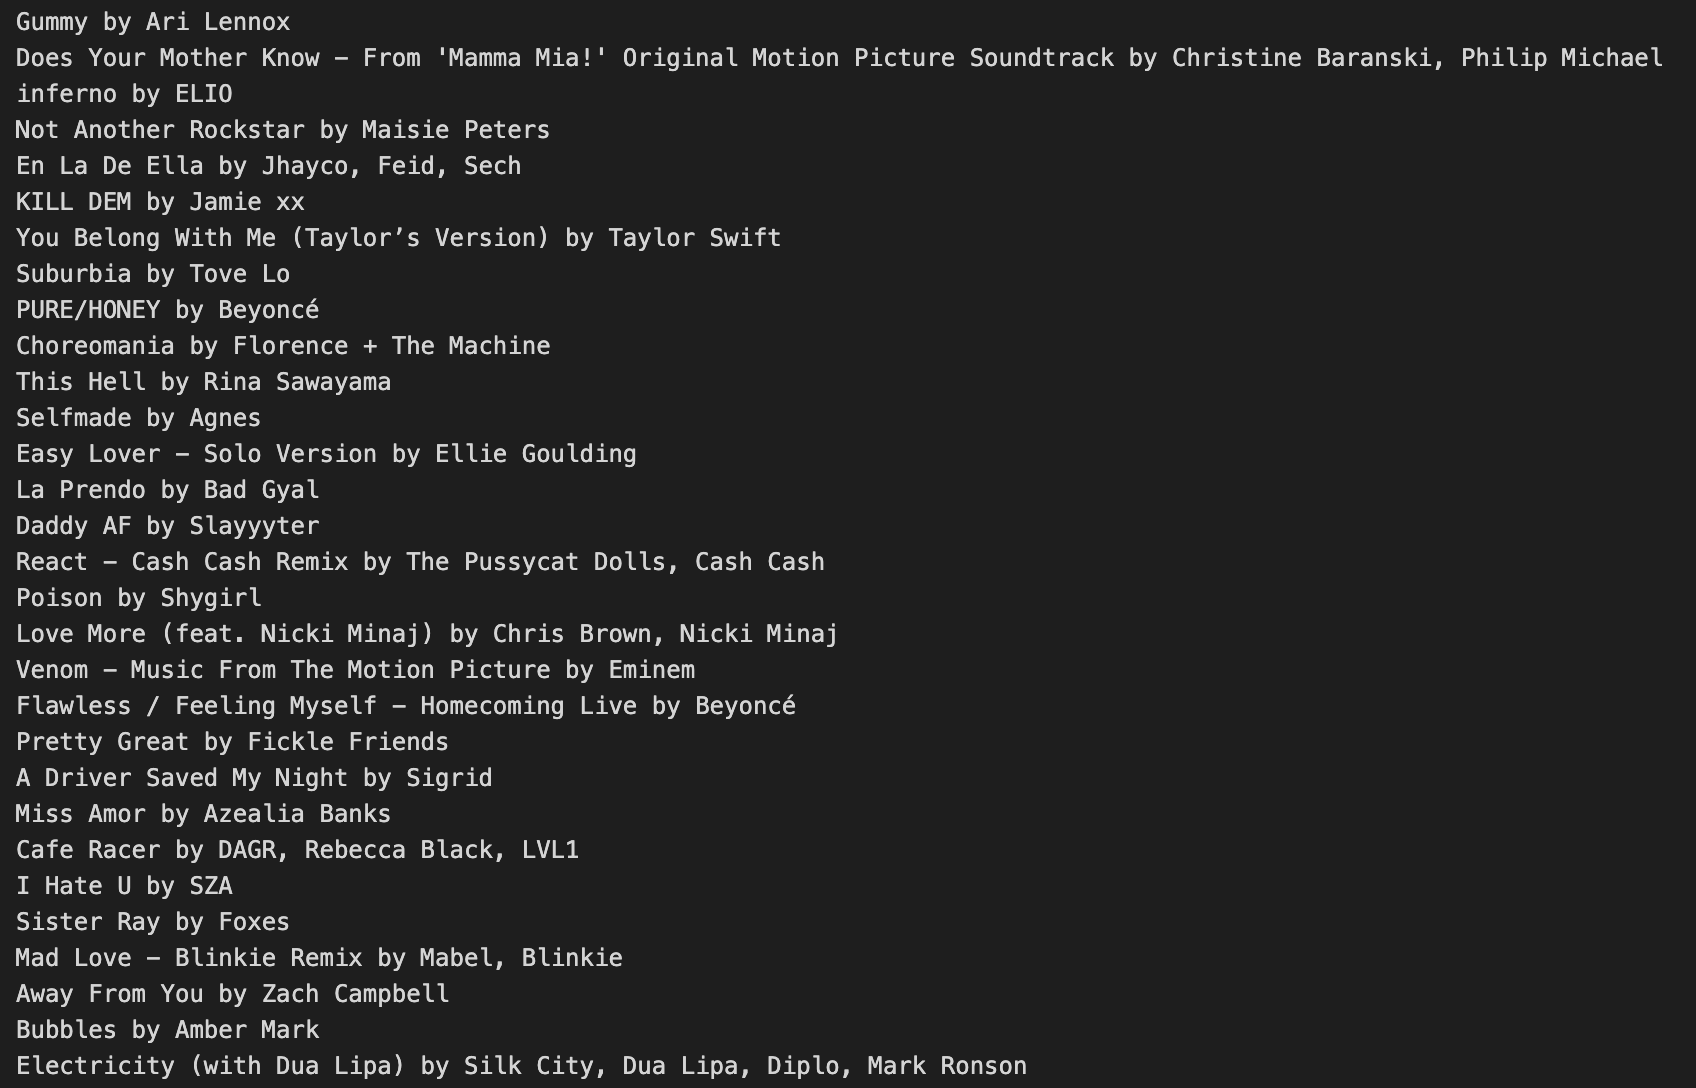 Gummy by Ari Lennox
Does Your Mother Know – From 'Mamma Mia!' Original Motion Picture Soundtrack by Christine Baranski, Philip Michael
inferno by ELIO
Not Another Rockstar by Maisie Peters
En La De Ella by Jhayco, Feid, Sech
KILL DEM by Jamie xx
You Belong With Me (Taylor’s Version) by Taylor Swift
Suburbia by Tove Lo
PURE/HONEY by Beyoncé
Choreomania by Florence + The Machine
This Hell by Rina Sawayama
Selfmade by Agnes
Easy Lover – Solo Version by Ellie Goulding
La Prendo by Bad Gyal
Daddy AF by Slayyyter
React – Cash Cash Remix by The Pussycat Dolls, Cash Cash
Poison by Shygirl
Love More (feat. Nicki Minaj) by Chris Brown, Nicki Minaj
Venom – Music From The Motion Picture by Eminem
Flawless / Feeling Myself – Homecoming Live by Beyoncé
Pretty Great by Fickle Friends
A Driver Saved My Night by Sigrid
Miss Amor by Azealia Banks
Cafe Racer by DAGR, Rebecca Black, LVL1
I Hate U by SZA
Sister Ray by Foxes
Mad Love – Blinkie Remix by Mabel, Blinkie
Away From You by Zach Campbell
Bubbles by Amber Mark
Electricity (with Dua Lipa) by Silk City, Dua Lipa, Diplo, Mark Ronson